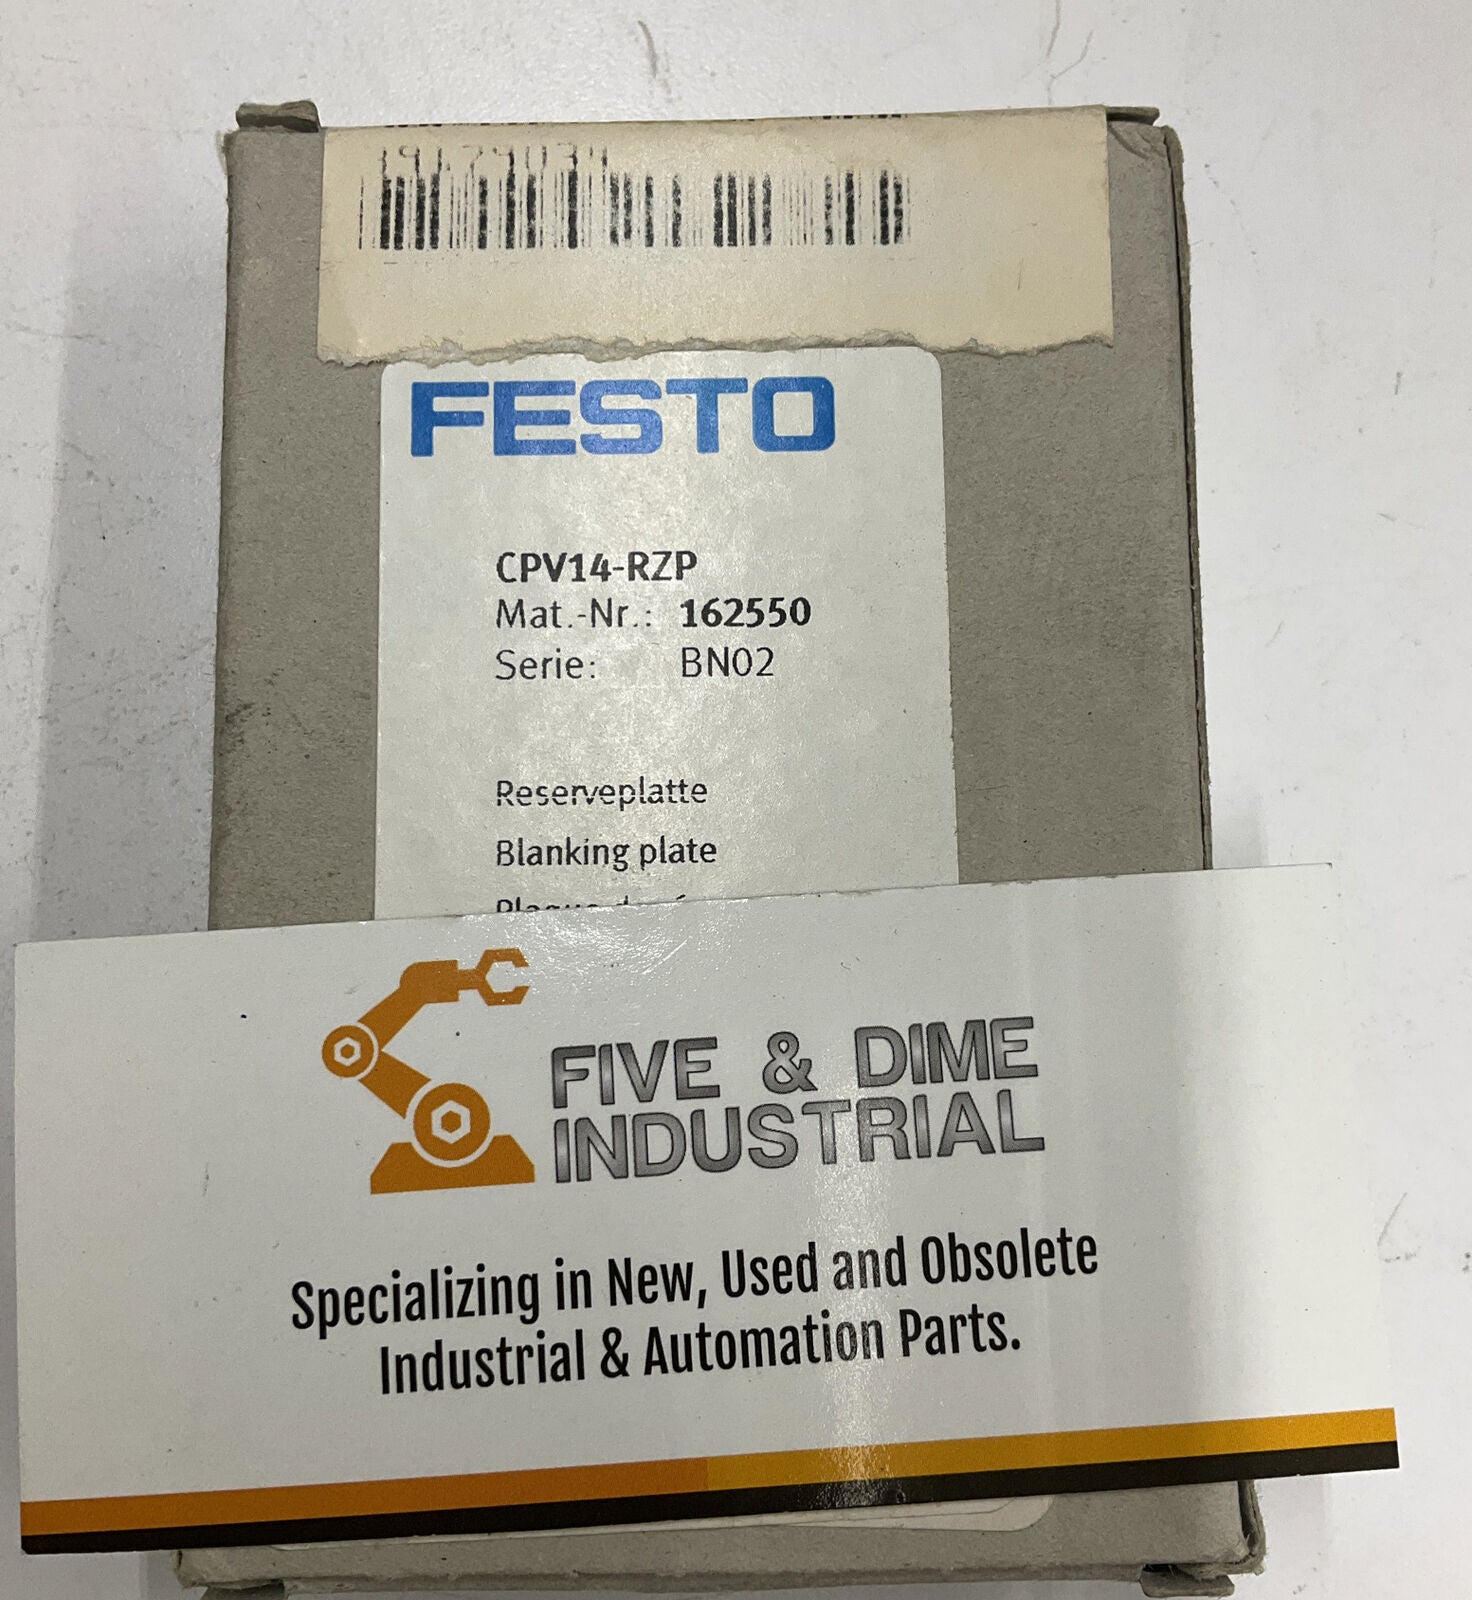 FESTO
CPV14-RZP
Mat.-Nr.: 162550
Serie: BN02
Reserveplatte
Blanking plate
FIVE & DIME
INDUSTRIAL
Specializing in New, Used and Obsolete
Industrial & Automation Parts.